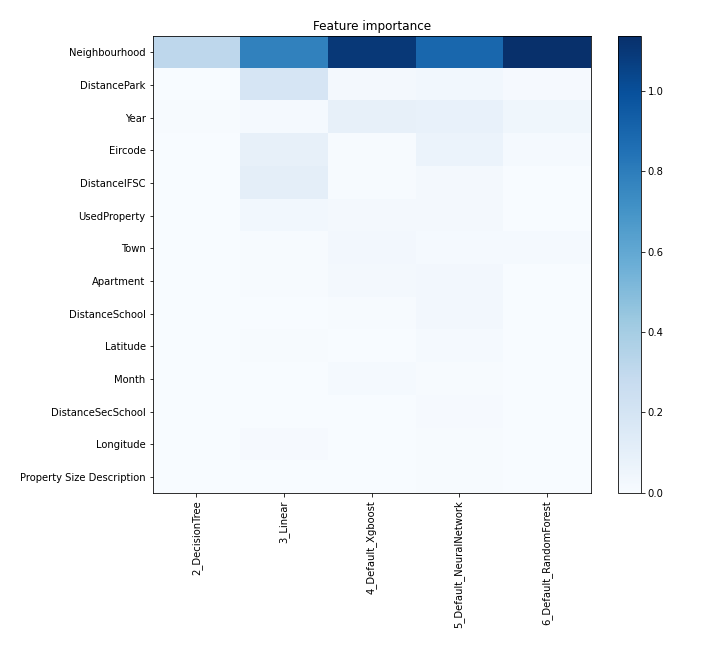 Feature importance
Neighbourhood
DistancePark
Year
Eircode
DistanceIFSC
UsedProperty
Town
Apartment
DistanceSchool
Latitude
Month
DistanceSecSchool
Longitude
Property Size Description
2_DecisionTree
3_Linear
4_Default_Xgboost
5_Default_NeuralNetwork
6_Default_RandomForest
1.0
0.8
0.6
0.4
0.2
0.0